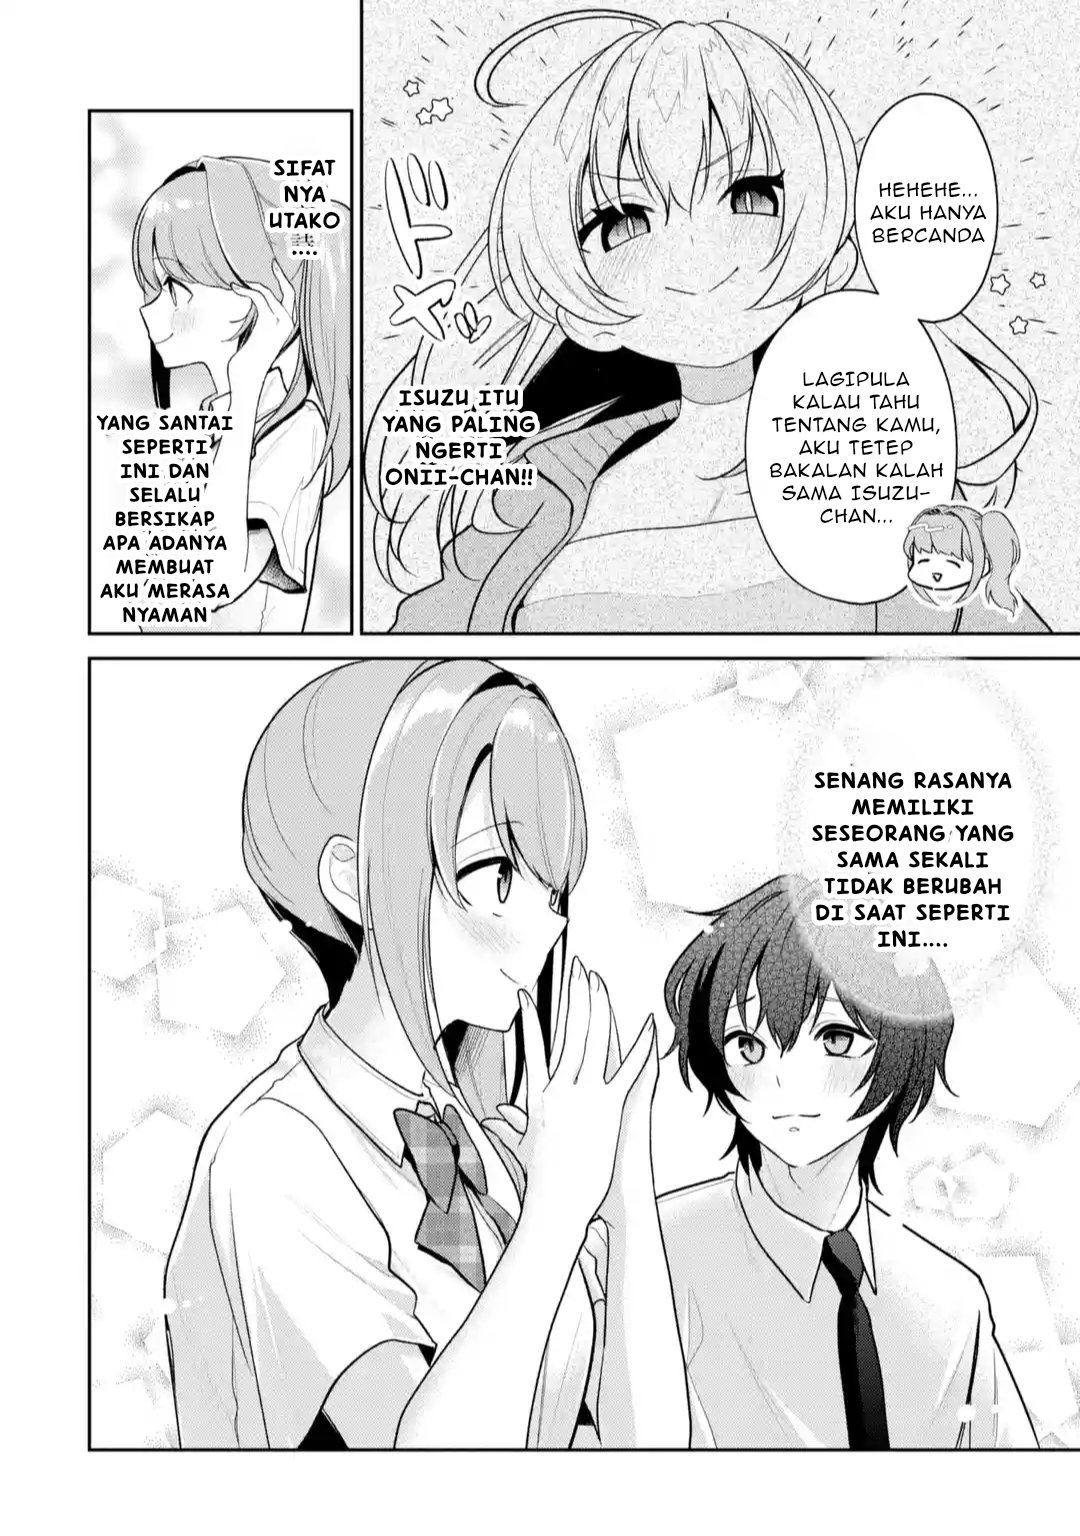 HEHEHE...
AKU HANYA
BERCANDA
LAGIPULA
KALAU TAHU
TENTANG KAMU,
AKU TETEP
BAKALAN KALAH
SAMA ISUZU-
CHAN...
ドヤ
ISUZU ITU
YANG PALING
NGERTI
ONII-CHAN!!
SIFAT
NYA
UTAKO
....
YANG SANTAI
SEPERTI
INI DAN
SELALU
BERSIKAP
APA ADANYA
MEMBUAT
AKU MERASA
NYAMAN
SENANG RASANYA
MEMILIKI
SESEORANG YANG
SAMA SEKALI
TIDAK BERUBAH
DI SAAT SEPERTI
INI....